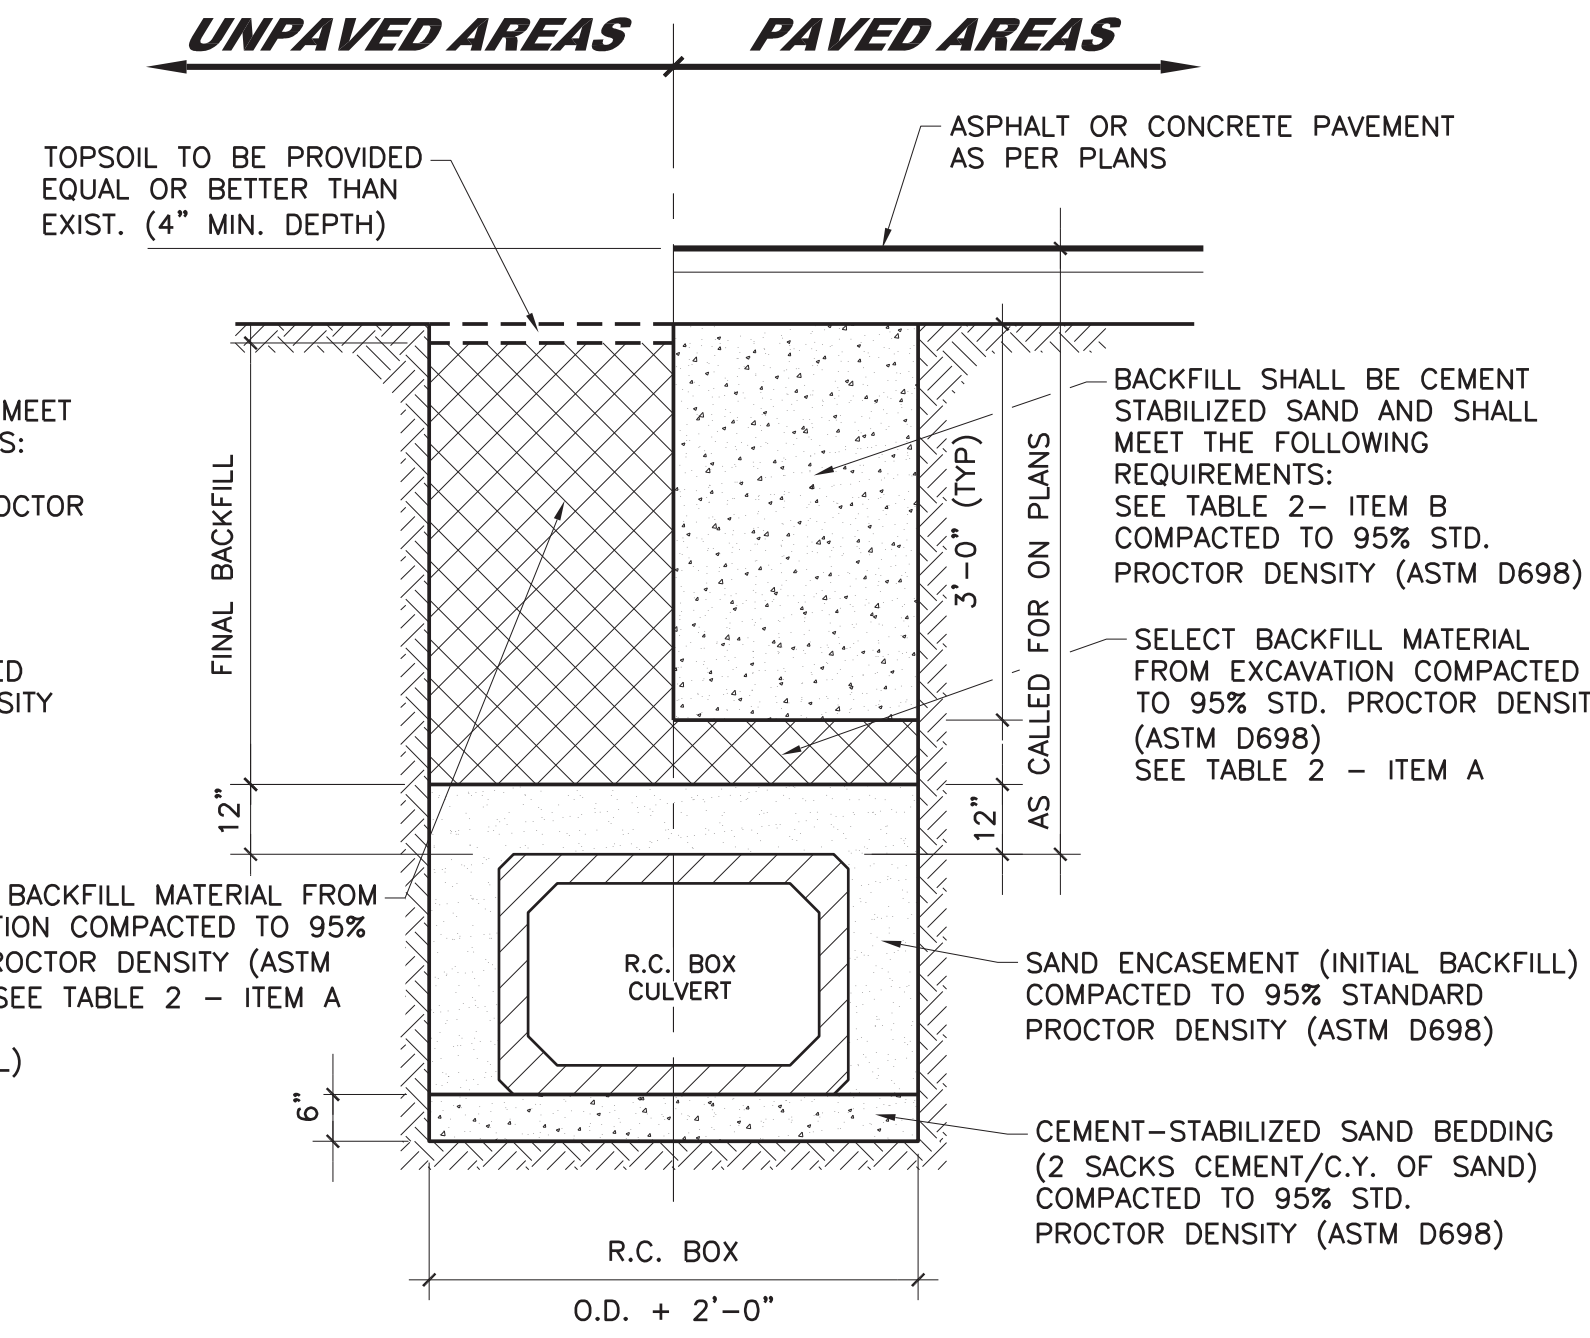 UNPAVED AREAS
PAVED AREAS
TOPSOIL TO BE PROVIDED
EQUAL OR BETTER THAN
EXIST. (4" MIN. DEPTH)
ASPHALT OR CONCRETE PAVEMENT
AS PER PLANS
MEET
S:
OCTOR
ED
SITY
FINAL BACKFILL
12"
BACKFILL SHALL BE CEMENT
STABILIZED SAND AND SHALL
MEET THE FOLLOWING
REQUIREMENTS:
SEE TABLE 2- ITEM B
COMPACTED TO 95% STD.
PROCTOR DENSITY (ASTM D698)
3'-0" (TYP)
AS CALLED FOR ON PLANS
12"
SELECT BACKFILL MATERIAL
FROM EXCAVATION COMPACTED
TO 95% STD. PROCTOR DENSIT
(ASTM D698)
SEE TABLE 2 - ITEM A
BACKFILL MATERIAL FROM
TION COMPACTED TO 95%
ROCTOR DENSITY (ASTM
SEE TABLE 2 - ITEM A
L)
R.C. BOX
CULVERT
SAND ENCASEMENT (INITIAL BACKFILL)
COMPACTED TO 95% STANDARD
PROCTOR DENSITY (ASTM D698)
6"
CEMENT-STABILIZED SAND BEDDING
(2 SACKS CEMENT/C.Y. OF SAND)
COMPACTED TO 95% STD.
PROCTOR DENSITY (ASTM D698)
R.C. BOX
O.D. + 2'-0"